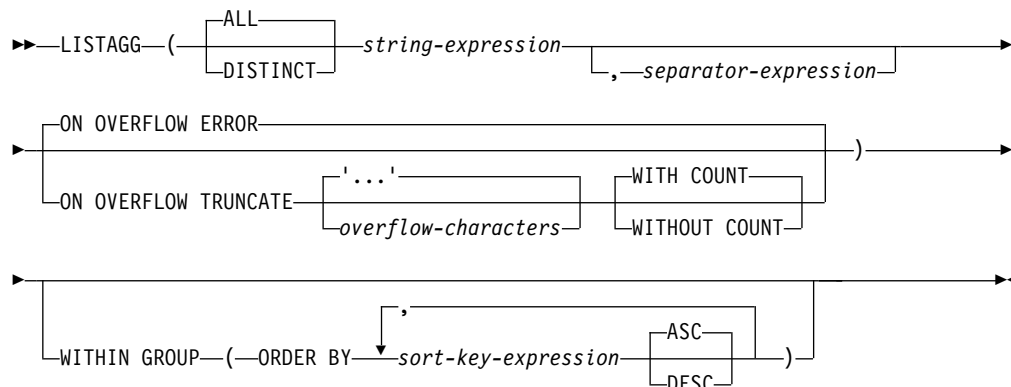 ALL
LISTAGG ( string-expression
DISTINCT , separator-expression
ON OVERFLOW ERROR
)
'...' WITH COUNT
ON OVERFLOW TRUNCATE
overflow-characters WITHOUT COUNT
,
ASC
WITHIN GROUP ( ORDER BY sort-key-expression )
DESC